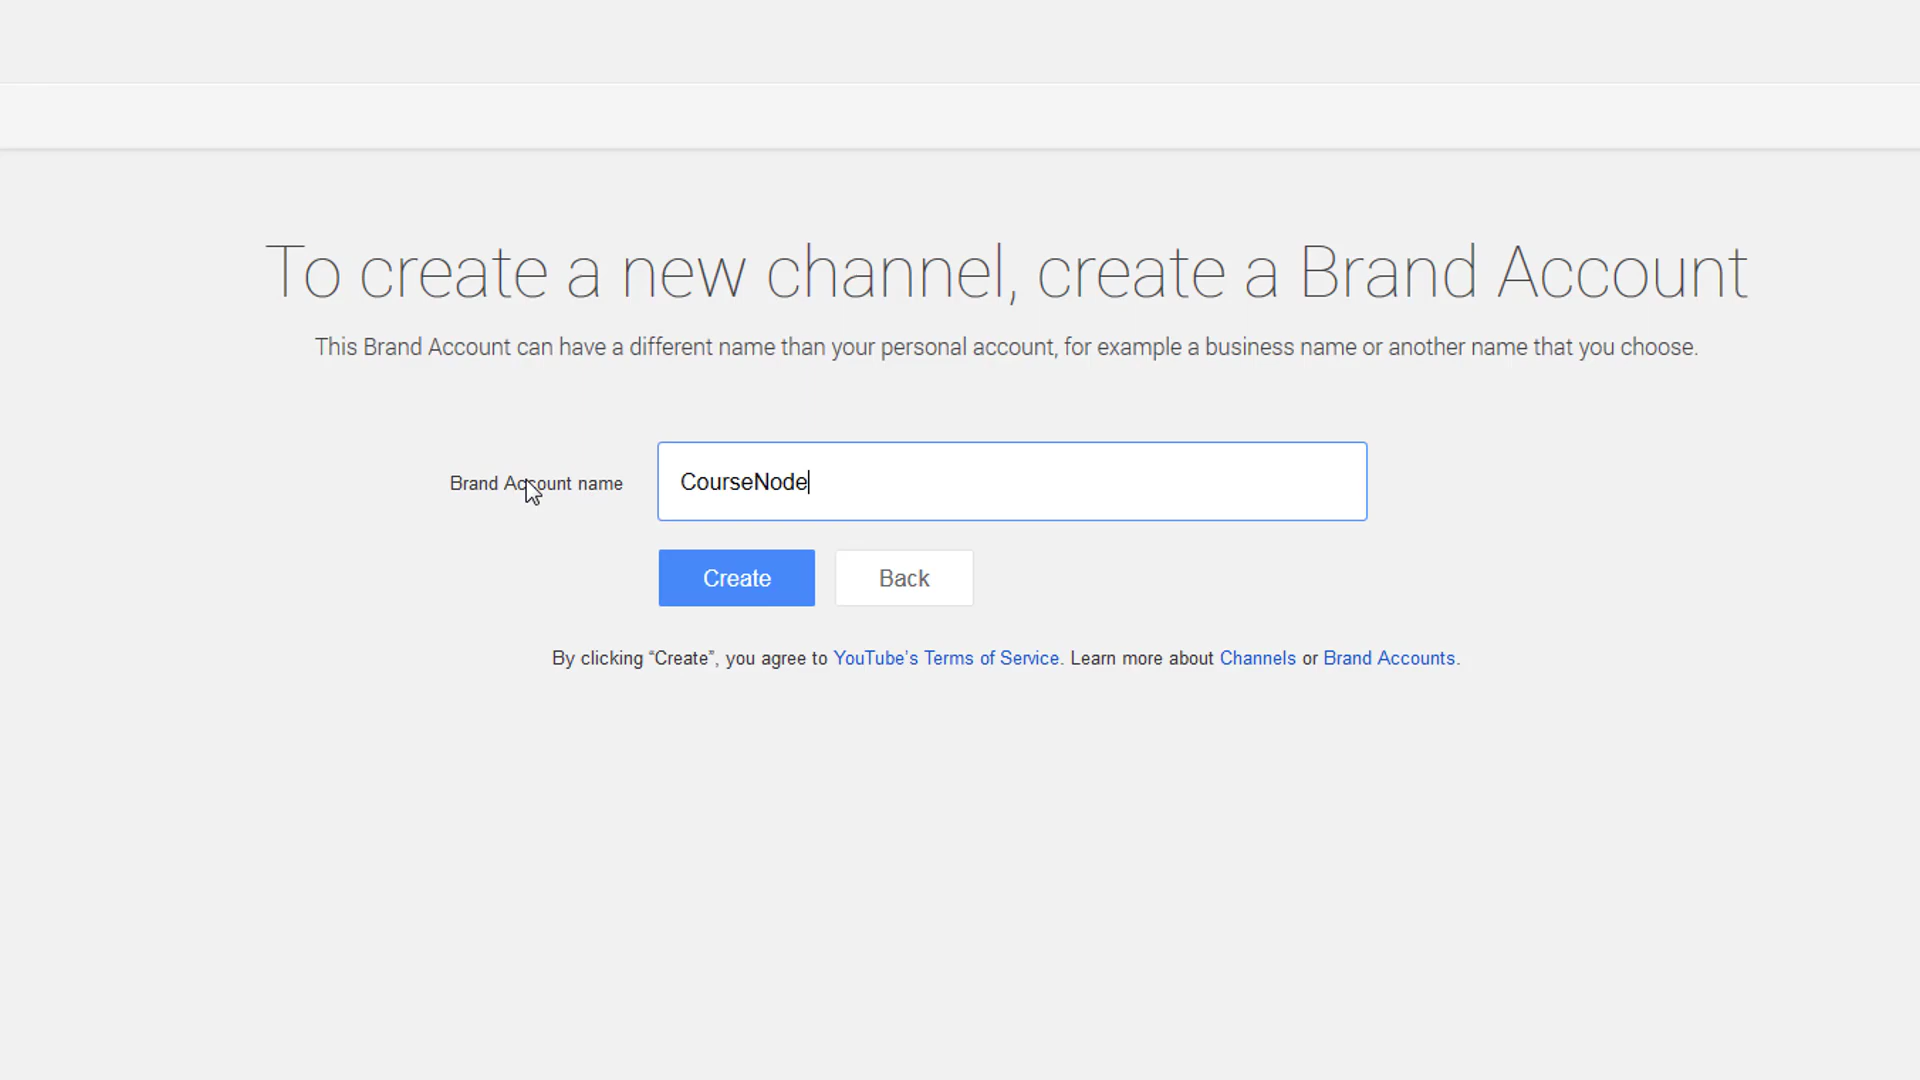 To create a new channel, create a Brand Account
This Brand Account can have a different name than your personal account, for example a business name or another name that you choose.
Brand Account name
CourseNode
Create Back
By clicking “Create”, you agree to YouTube’s Terms of Service. Learn more about Channels or Brand Accounts.